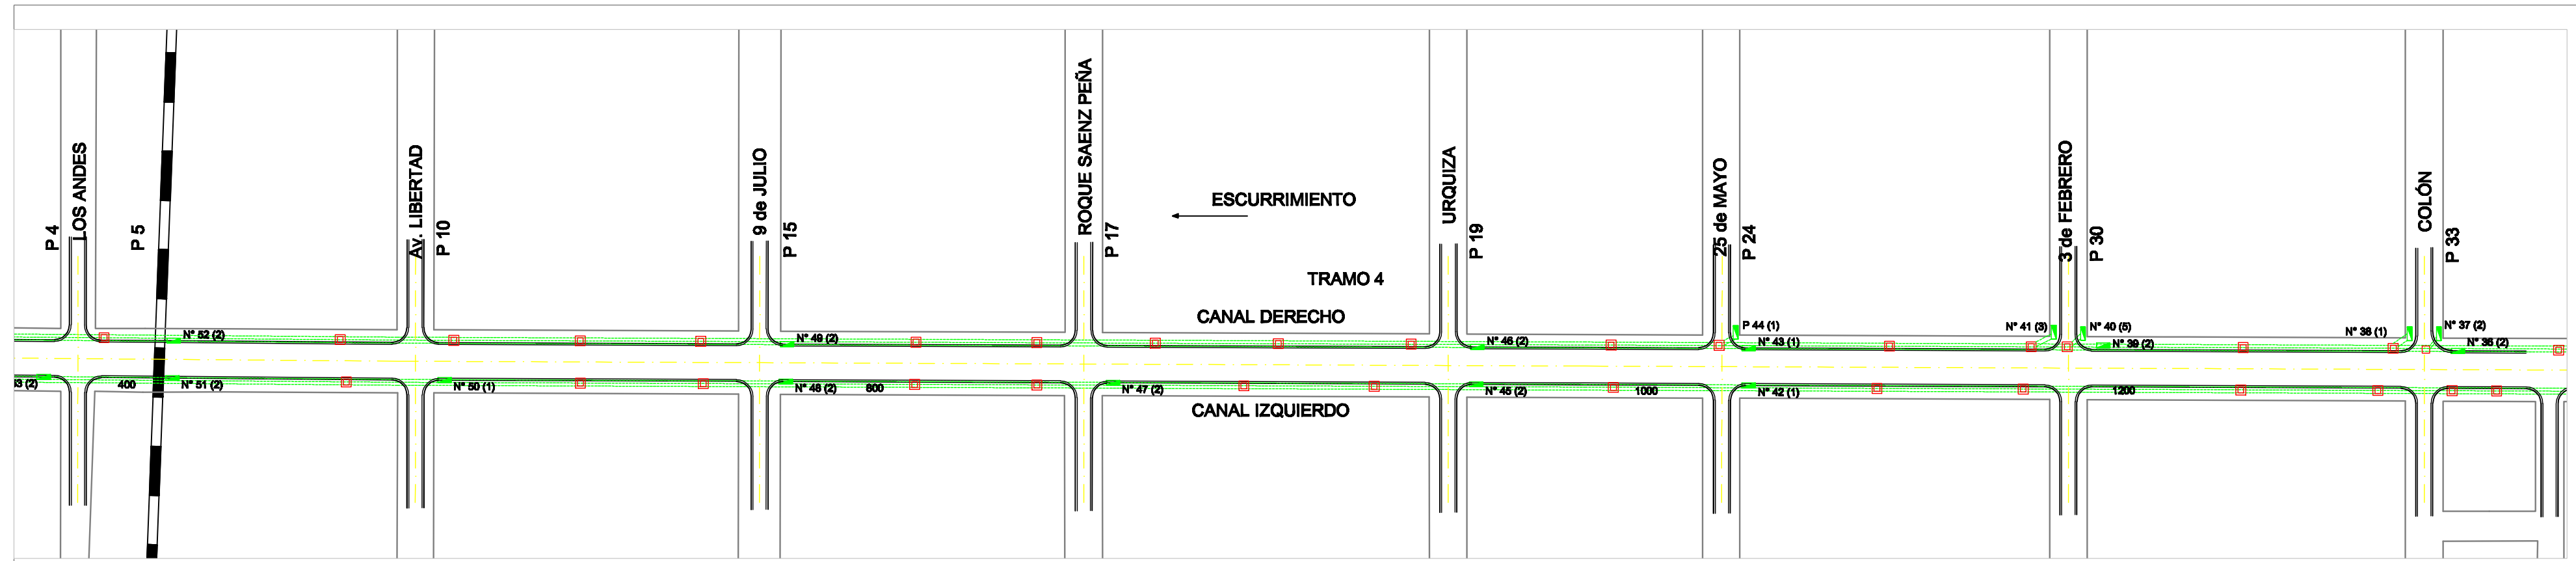 P 4
LOS ANDES
P 5
Av. LIBERTAD
P 10
9 de JULIO
P 15
ROQUE SAENZ PEÑA
P 17
ESCURRIMIENTO
TRAMO 4
URQUIZA
P 19
25 de MAYO
P 24
3 de FEBRERO
P 30
COLÓN
P 33
CANAL DERECHO
N° 52 (2)
N° 49 (2)
N° 46 (2)
P 44 (1)
N° 43 (1)
N° 41 (3)
N° 40 (5)
N° 39 (2)
N° 38 (1)
N° 37 (2)
N° 36 (2)
3 (2)
400
N° 51 (2)
N° 50 (1)
N° 48 (2)
800
N° 47 (2)
CANAL IZQUIERDO
N° 45 (2)
1000
N° 42 (1)
1200